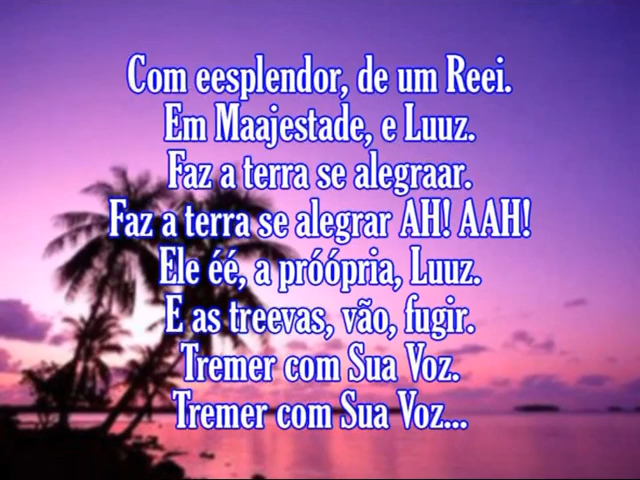 Com eesplendor, de um Reei.
Em Maajestade, e Luuz.
Faz a terra se alegraar.
Faz a terra se alegrar AH! AAH!
Ele éé, a próópria, Luuz.
E as treevas, vão, fugir.
Tremer com Sua Voz.
Tremer com Sua Voz...